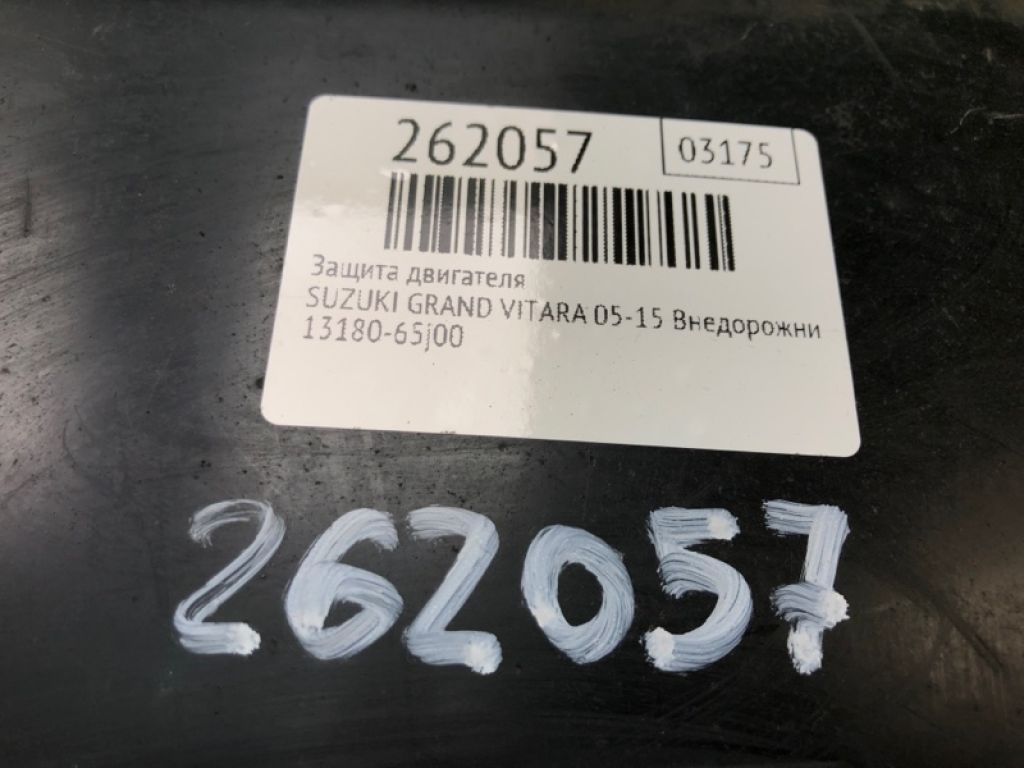 262057
03175
Защита двигателя
SUZUKI GRAND VITARA 05-15 Внедорожни
13180-65j00
262057